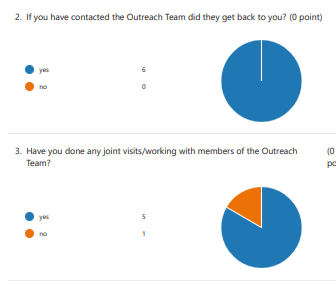 2. If you have contacted the Outreach Team did they get back to you? (0 point)
yes 6
no 0
3. Have you done any joint visits/working with members of the Outreach (0
Team? po
yes 5
no 1